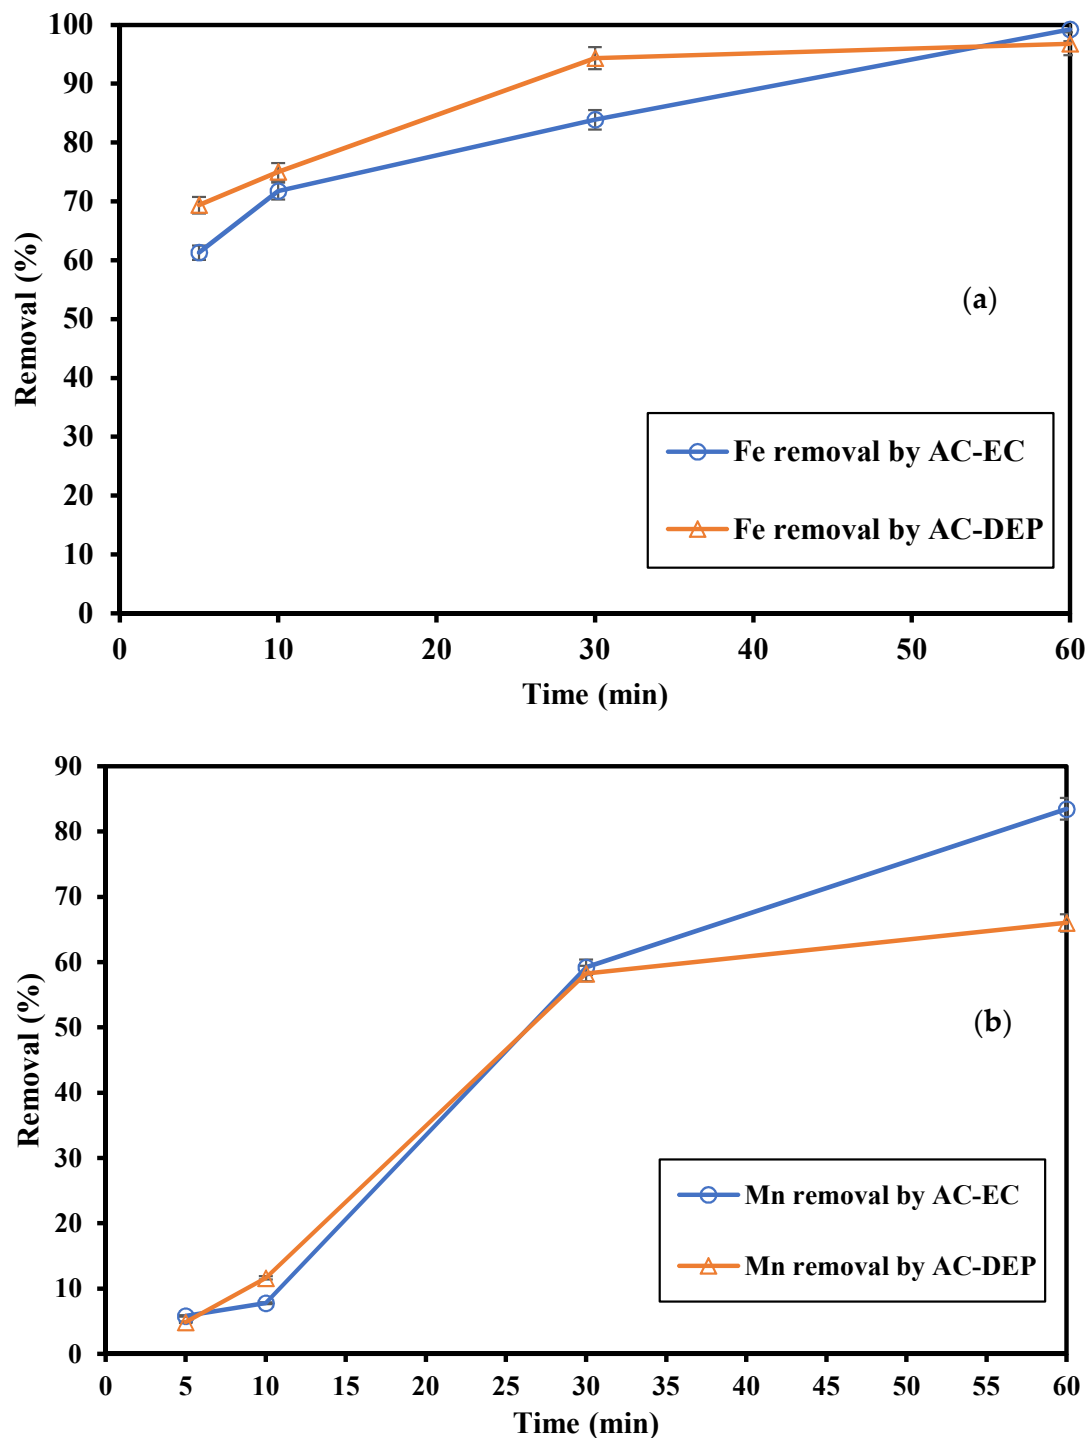 100
90
80
70
60
50
40
30
20
10
0
Removal (%)
(a)
Fe removal by AC-EC
Fe removal by AC-DEP
0 10 20 30 40 50 60
Time (min)
90
80
70
60
50
40
30
20
10
0
Removal (%)
(b)
Mn removal by AC-EC
Mn removal by AC-DEP
0 5 10 15 20 25 30 35 40 45 50 55 60
Time (min)